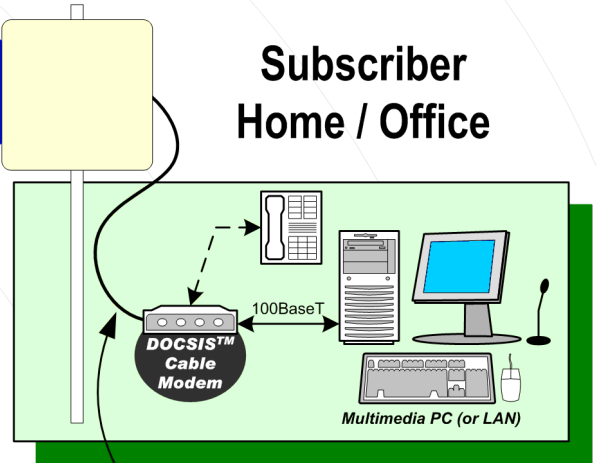 Subscriber
Home / Office
100BaseT
DOCSIS™
Cable
Modem
Multimedia PC (or LAN)